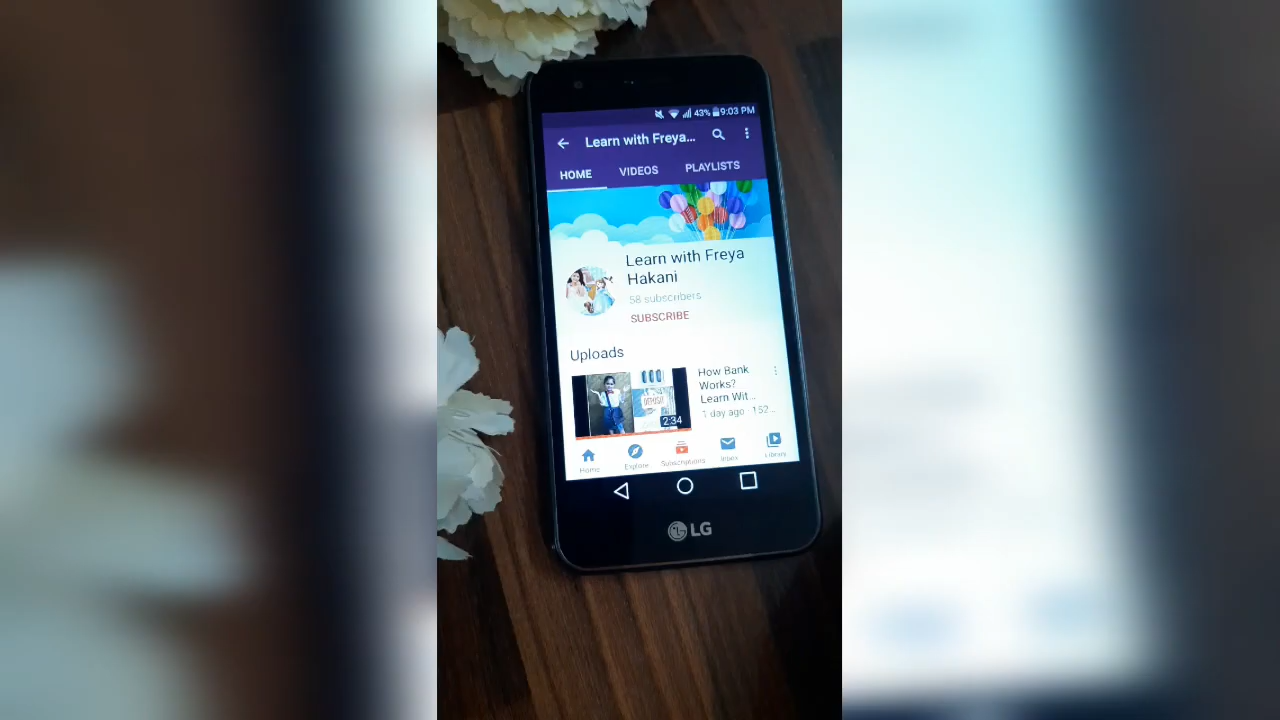 43% 9:03 PM
Learn with Freya...
HOME VIDEOS PLAYLISTS
Learn with Freya
Hakani
58 subscribers
SUBSCRIBE
Uploads
How Bank
Works?
Learn Wit...
1 day ago · 152...
DEPOSIT
2:34
Home Explore Subscriptions Inbox Library
LG